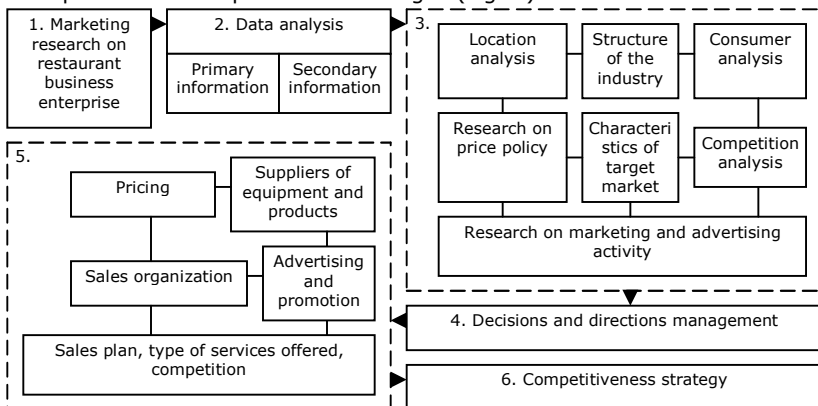 1. Marketing
research on
restaurant
business
enterprise
2. Data analysis
Primary
information
Secondary
information
3.
Location
analysis
Structure
of the
industry
Consumer
analysis
Research on
price policy
Characteri
stics of
target
market
Competition
analysis
Research on marketing and advertising
activity
4. Decisions and directions management
5.
Pricing
Suppliers of
equipment and
products
Sales organization
Advertising
and
promotion
Sales plan, type of services offered,
competition
6. Competitiveness strategy